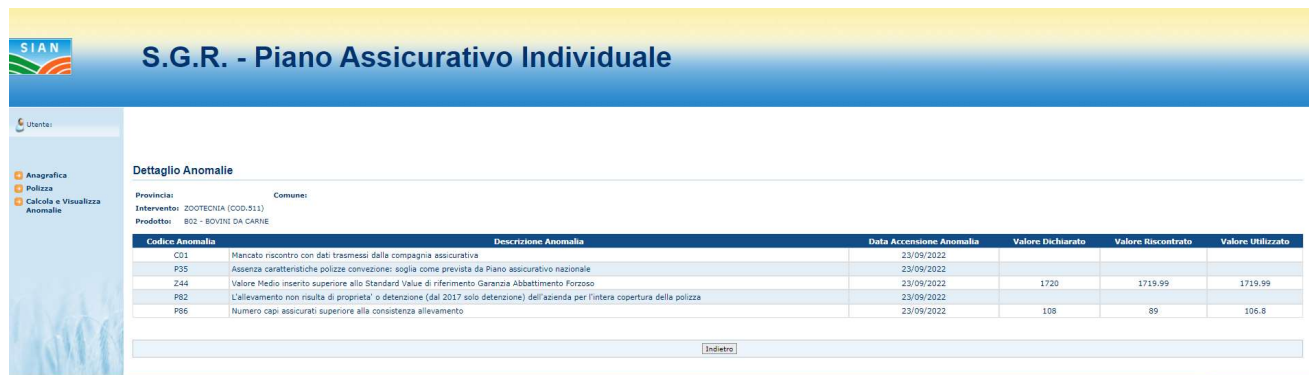 SIAN
S.G.R. - Piano Assicurativo Individuale
Utente:
Anagrafica
Polizza
Calcola e Visualizza
Anomalie
Dettaglio Anomalie
Provincia: Comune:
Intervento: ZOOTECNIA (COD.511)
Prodotto: B02 - BOVINI DA CARNE
Codice Anomalia Descrizione Anomalia Data Accensione Anomalia Valore Dichiarato Valore Riscontrato Valore Utilizzato
C01 Mancato riscontro con dati trasmessi dalla compagnia assicurativa 23/09/2022
P35 Assenza caratteristiche polizze convezione: soglia come prevista da Piano assicurativo nazionale 23/09/2022
Z44 Valore Medio inserito superiore allo Standard Value di riferimento Garanzia Abbattimento Forzoso 23/09/2022 1720 1719.99 1719.99
P82 L'allevamento non risulta di proprieta' o detenzione (dal 2017 solo detenzione) dell'azienda per l'intera copertura della polizza 23/09/2022
P86 Numero capi assicurati superiore alla consistenza allevamento 23/09/2022 108 89 106.8
Indietro